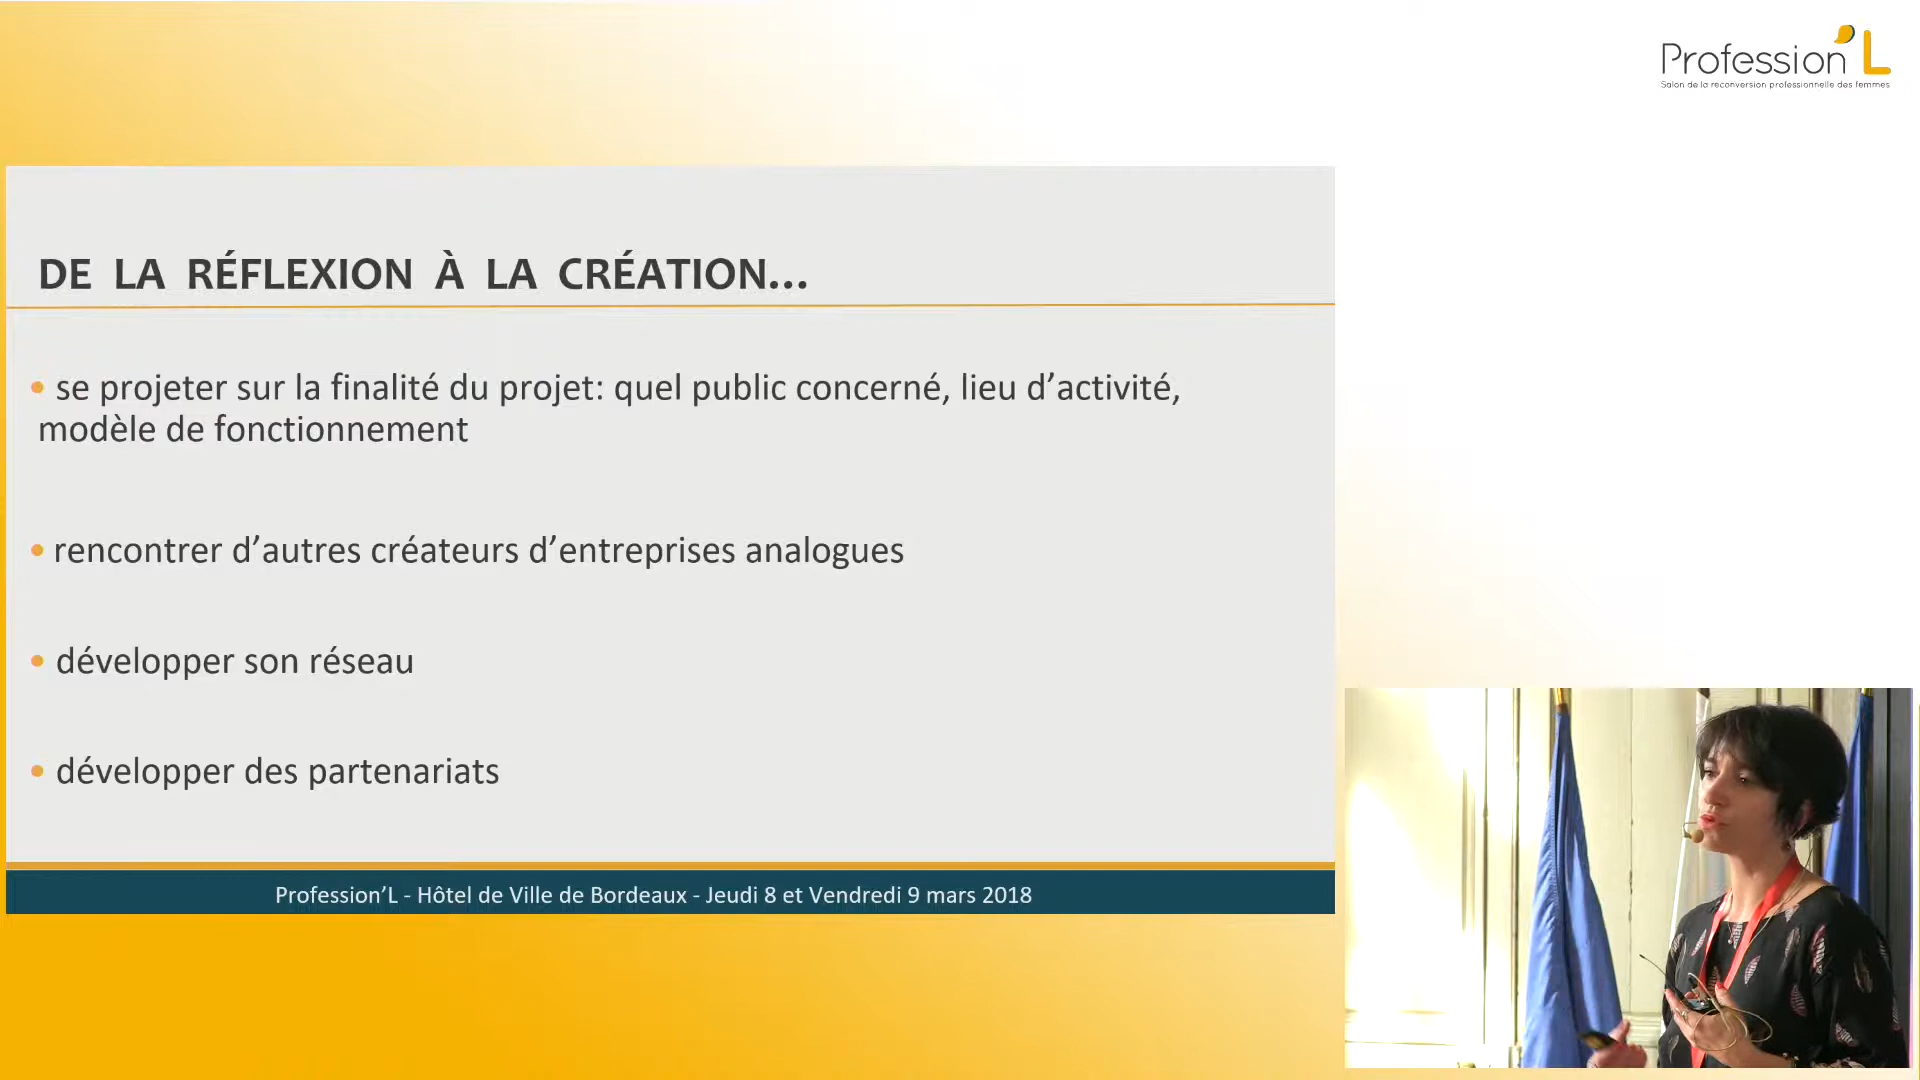 Profession'L
Salon de la reconversion professionnelle des femmes
DE LA RÉFLEXION À LA CRÉATION...
• se projeter sur la finalité du projet: quel public concerné, lieu d’activité,
modèle de fonctionnement
• rencontrer d’autres créateurs d’entreprises analogues
• développer son réseau
• développer des partenariats
Profession’L - Hôtel de Ville de Bordeaux - Jeudi 8 et Vendredi 9 mars 2018